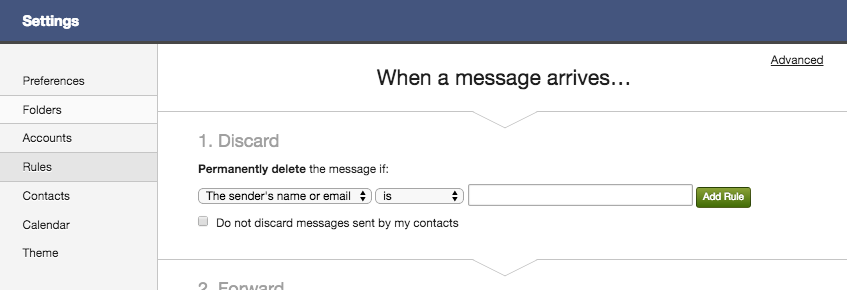 Settings
Advanced
Preferences
Folders
Accounts
Rules
Contacts
Calendar
Theme
When a message arrives...
1. Discard
Permanently delete the message if:
The sender's name or email is Add Rule
Do not discard messages sent by my contacts
2. Forward